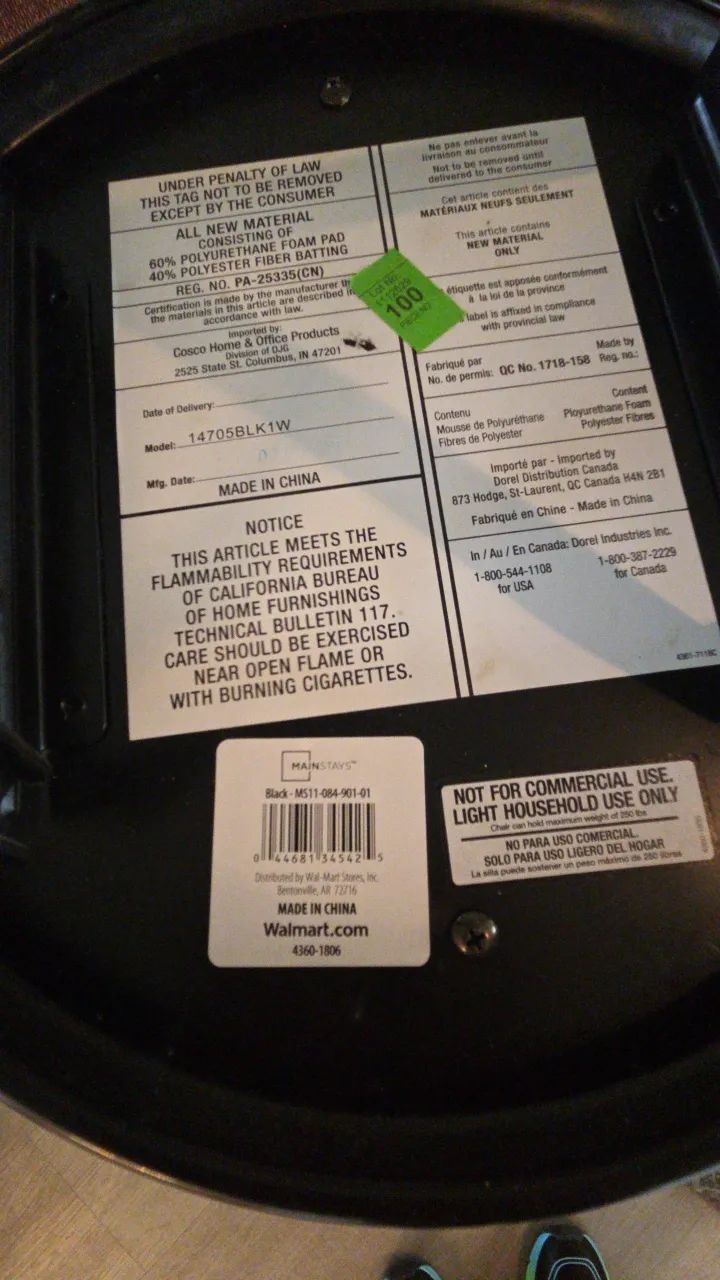 UNDER PENALTY OF LAW
THIS TAG NOT TO BE REMOVED
EXCEPT BY THE CONSUMER
ALL NEW MATERIAL
CONSISTING OF
60% POLYURETHANE FOAM PAD
40% POLYESTER FIBER BATTING
REG. NO. PA-25335(CN)
Certification is made by the manufacturer
the materials in this article are described in
accordance with law.
Imported by:
Cosco Home & Office Products
Division of DJG
2525 State St. Columbus, IN 47201
Date of Delivery:
Model: 14705BLK1W
Mfg. Date:
MADE IN CHINA
NOTICE
THIS ARTICLE MEETS THE
FLAMMABILITY REQUIREMENTS
OF CALIFORNIA BUREAU
OF HOME FURNISHINGS
TECHNICAL BULLETIN 117.
CARE SHOULD BE EXERCISED
NEAR OPEN FLAME OR
WITH BURNING CIGARETTES.
Ne pas enlever avant la
livraison au consommateur
Not to be removed until
delivered to the consumer
Cet article contient des
MATÉRIAUX NEUFS SEULEMENT
This article contains
NEW MATERIAL
ONLY
étiquette est apposée conformément
à la loi de la province
label is affixed in compliance
with provincial law
Fabriqué par Made by
No. de permis: QC No. 1718-158 Reg. no.:
Contenu Content
Mousse de Polyuréthane Ployurethane Foam
Fibres de Polyester Polyester Fibres
Importé par - Imported by
Dorel Distribution Canada
873 Hodge, St-Laurent, QC Canada H4N 2B1
Fabriqué en Chine - Made in China
In / Au / En Canada: Dorel Industries Inc.
1-800-544-1108 1-800-387-2229
for USA for Canada
Lot No.
100
MAINSTAYS™
Black - MS11-084-901-01
0 44681 34542 5
Distributed by Wal-Mart Stores, Inc.
Bentonville, AR 72716
MADE IN CHINA
Walmart.com
4360-1806
NOT FOR COMMERCIAL USE.
LIGHT HOUSEHOLD USE ONLY
Chair can hold maximum weight of 250 lbs
NO PARA USO COMERCIAL.
SOLO PARA USO LIGERO DEL HOGAR
La silla puede sostener un peso máximo de 250 libras